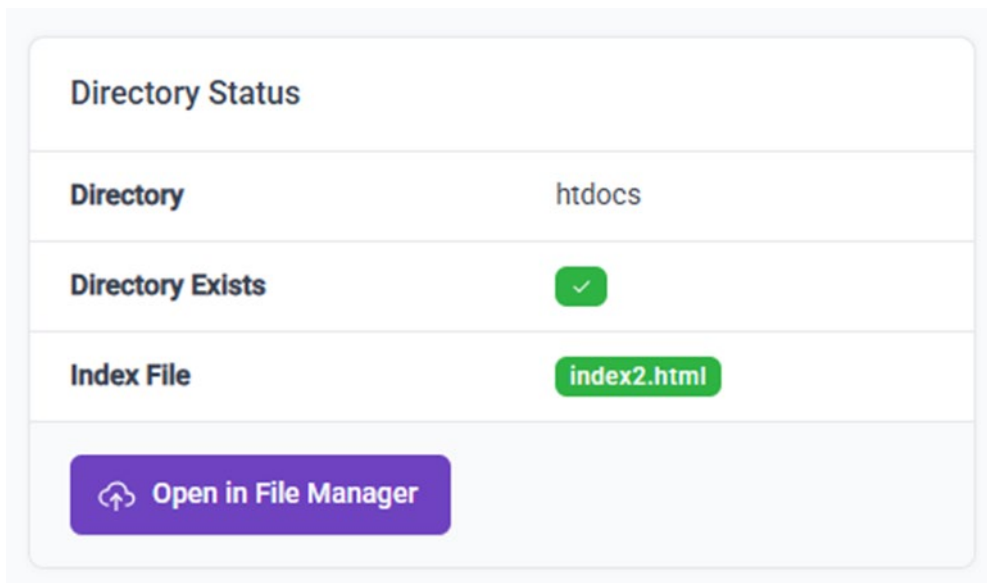 Directory Status
Directory htdocs
Directory Exists
Index File index2.html
Open in File Manager